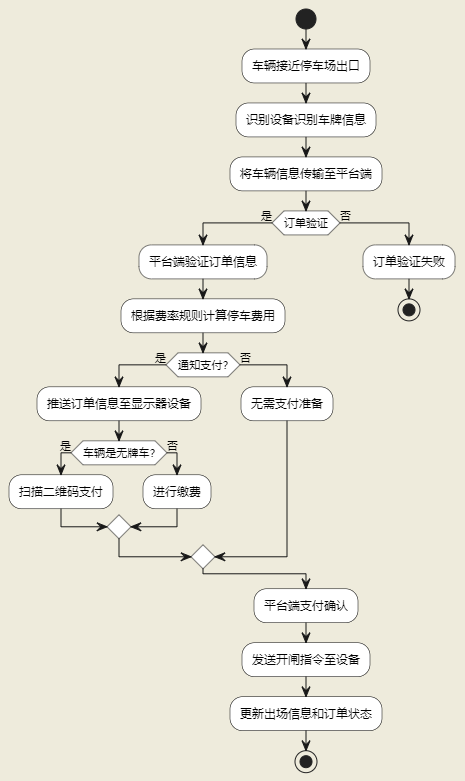 车辆接近停车场出口
识别设备识别车牌信息
将车辆信息传输至平台端
是
订单验证
否
平台端验证订单信息
订单验证失败
根据费率规则计算停车费用
是
通知支付?
否
推送订单信息至显示器设备
无需支付准备
是
车辆是无牌车?
否
扫描二维码支付
进行缴费
平台端支付确认
发送开闸指令至设备
更新出场信息和订单状态